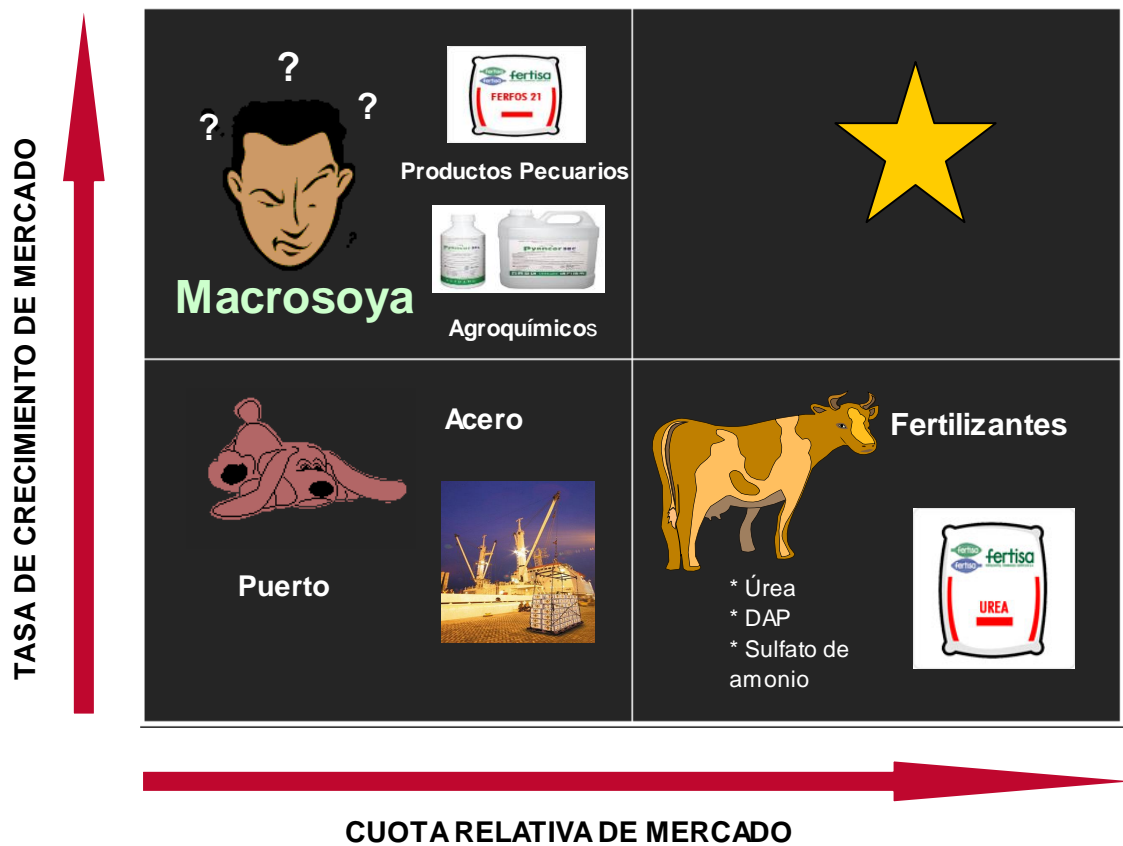 TASA DE CRECIMIENTO DE MERCADO
?
?
?
?
Macrosoya
fertisa
FERFOS 21
Productos Pecuarios
Agroquímicos
Acero
Puerto
Fertilizantes
* Úrea
* DAP
* Sulfato de
amonio
fertisa
UREA
CUOTA RELATIVA DE MERCADO